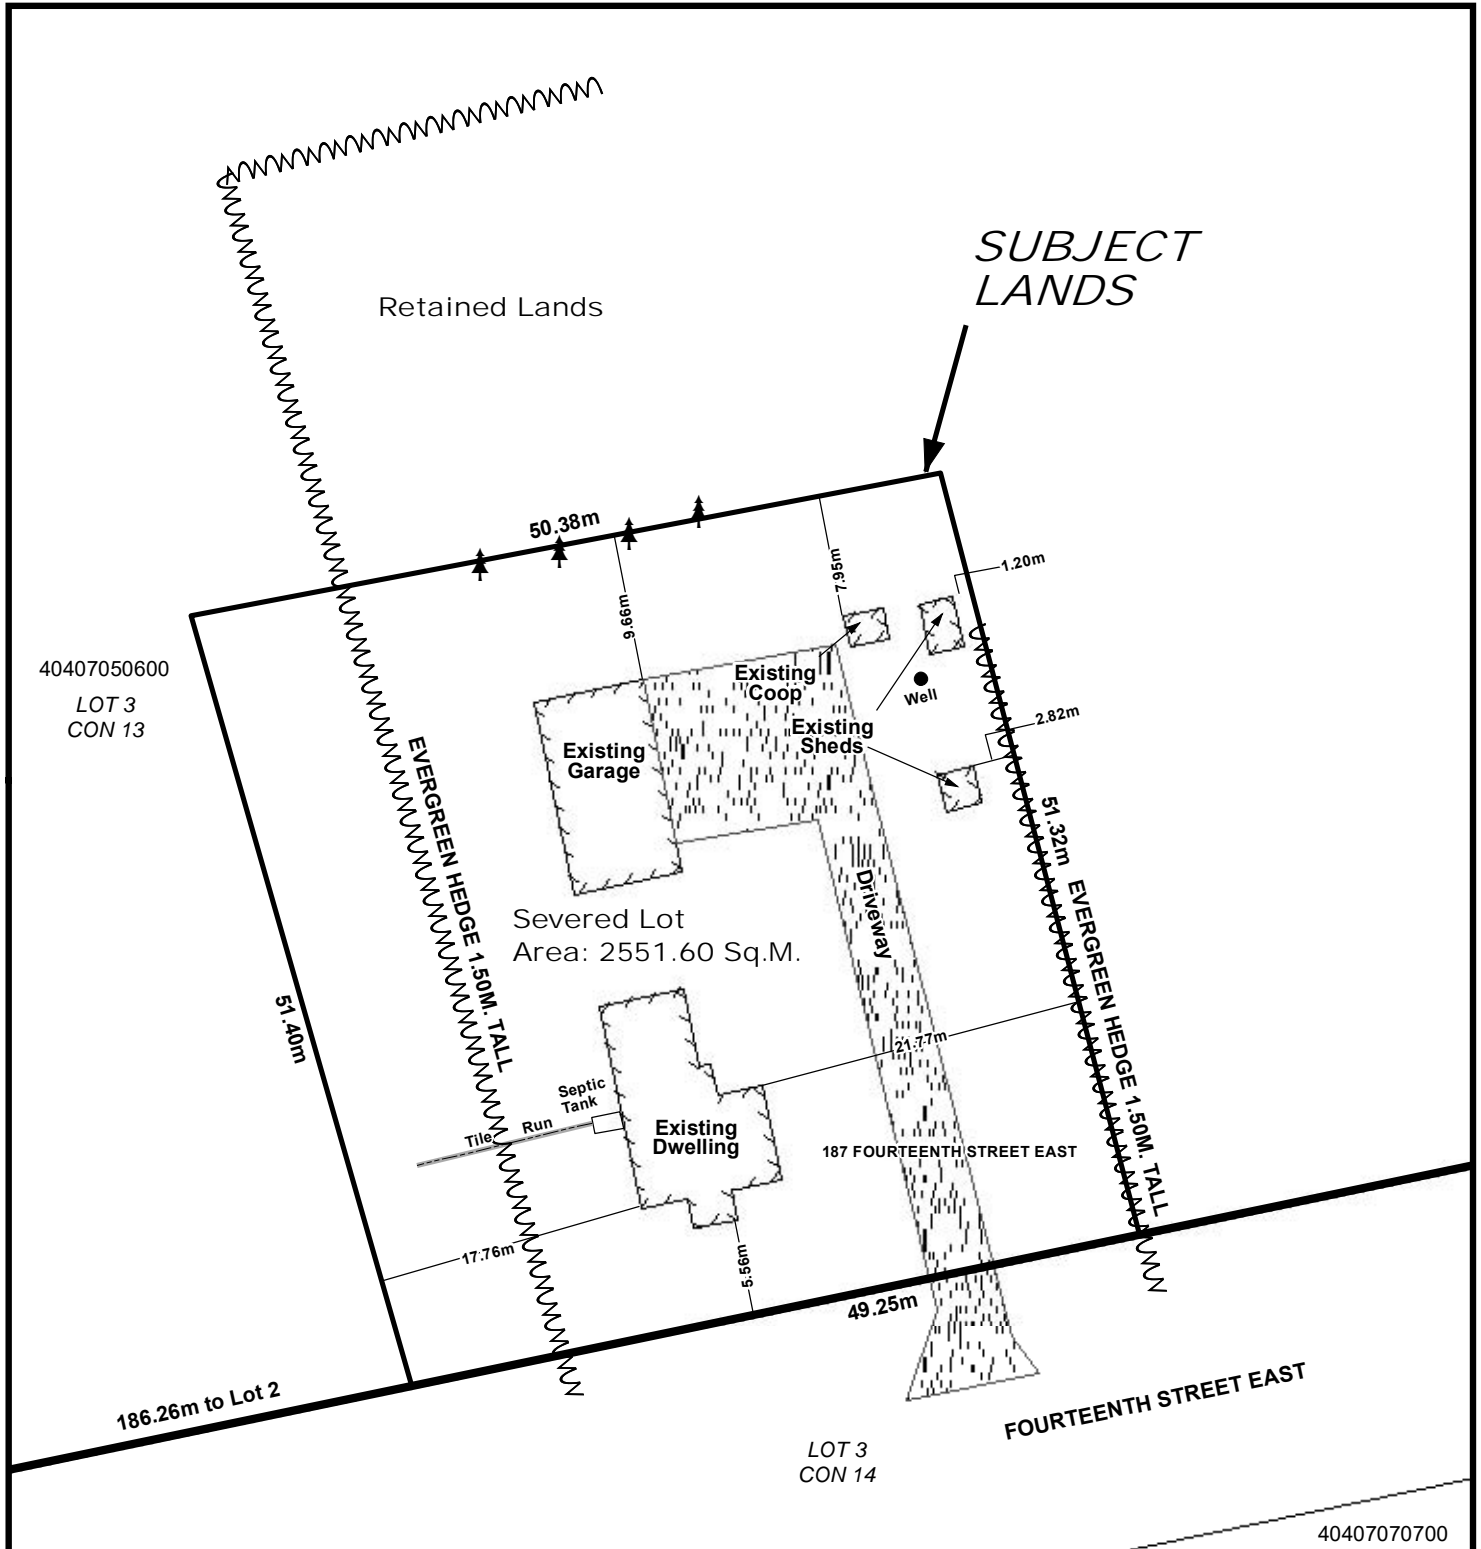 SUBJECT
LANDS
Retained Lands
50.38m
1.20m
7.95m
9.69m
40407050600
LOT 3
CON 13
Existing
Coop
Well
2.82m
Existing
Sheds
Existing
Garage
EVERGREEN HEDGE 1.50M. TALL
51.32m
EVERGREEN HEDGE 1.50M. TALL
Driveway
Severed Lot
Area: 2551.60 Sq.M.
51.40m
21.77m
Septic
Tank
Tile Run
Existing
Dwelling
187 FOURTEENTH STREET EAST
17.76m
5.56m
49.25m
186.26m to Lot 2
FOURTEENTH STREET EAST
LOT 3
CON 14
40407070700